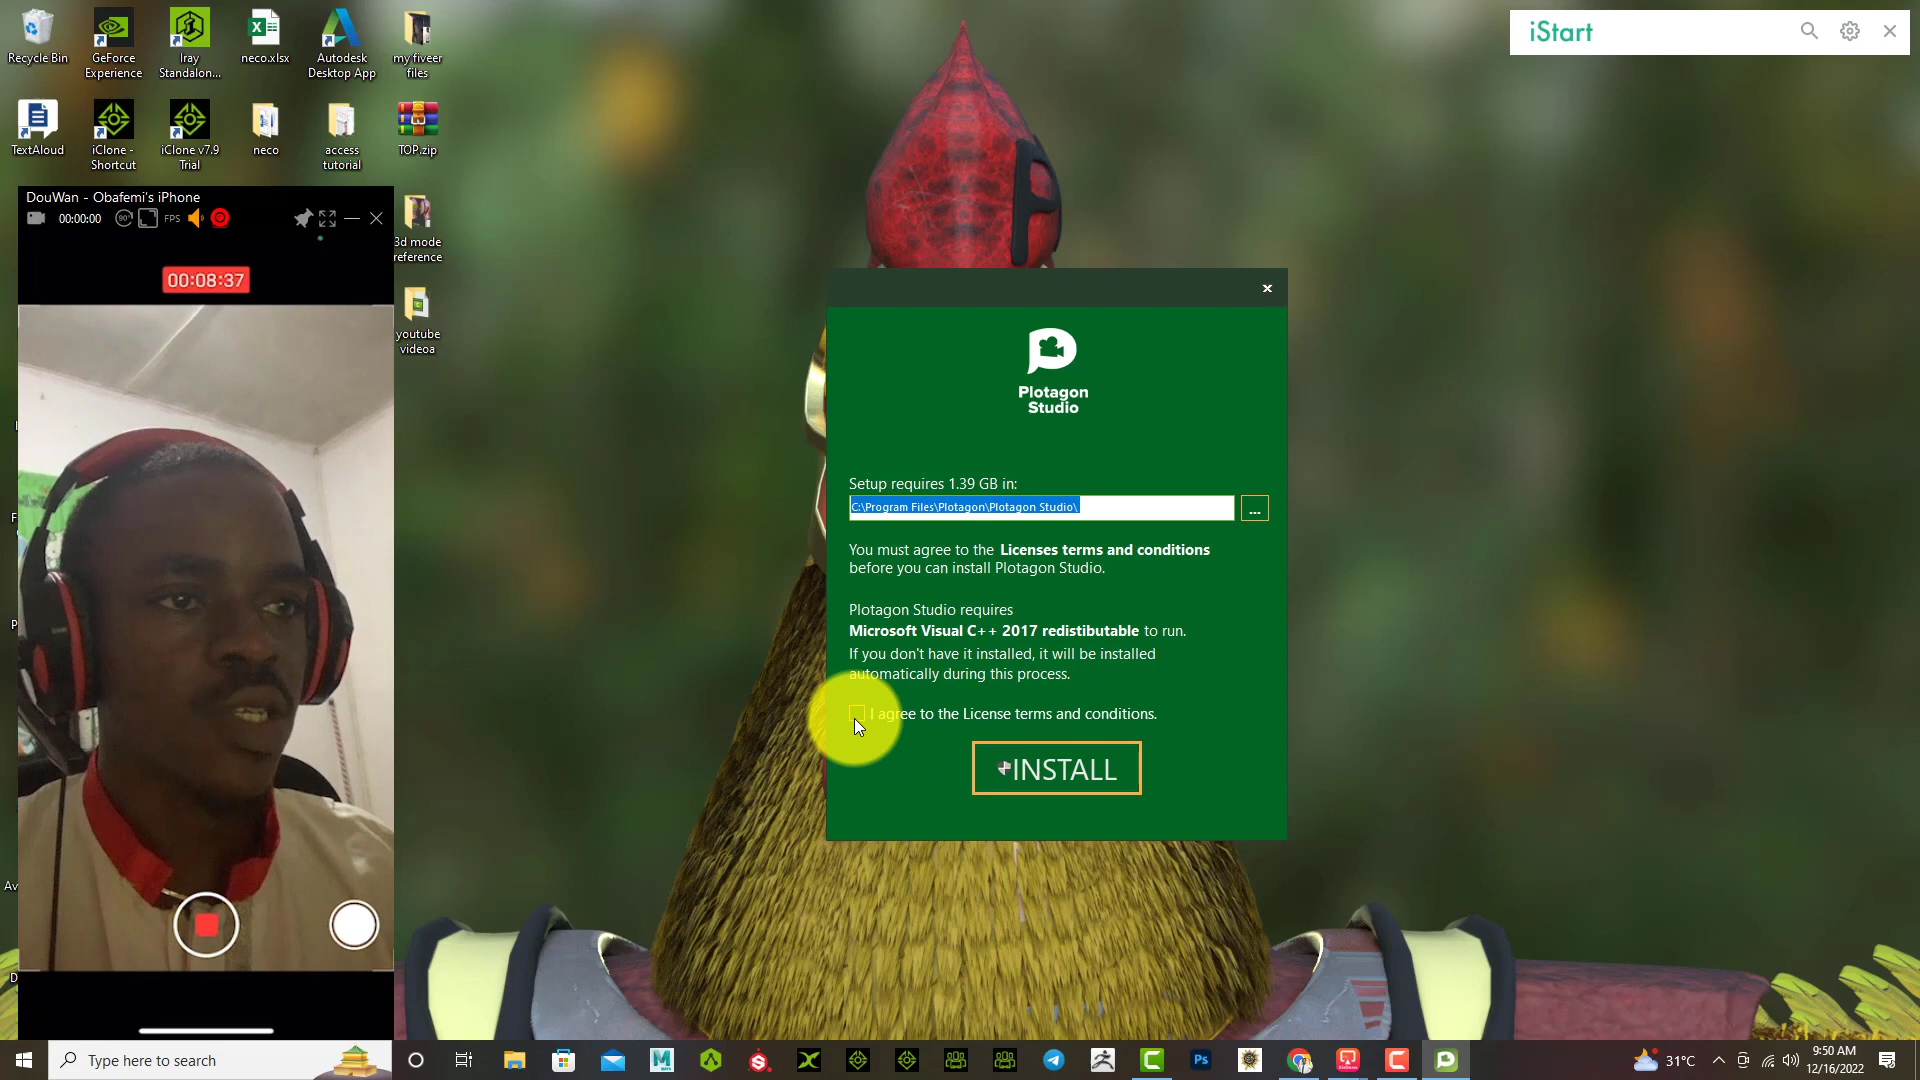 Recycle Bin
GeForce
Experience
Iray
Standalon...
neco.xlsx
Autodesk
Desktop App
my fiveer
files
TextAloud
iClone -
Shortcut
iClone v7.9
Trial
neco
access
tutorial
TOP.zip
3d mode
reference
youtube
videoa
DouWan - Obafemi's iPhone
00:00:00
90°
FPS
00:08:37
iStart
Plotagon
Studio
Setup requires 1.39 GB in:
C:\Program Files\Plotagon\Plotagon Studio\
...
You must agree to the Licenses terms and conditions
before you can install Plotagon Studio.
Plotagon Studio requires
Microsoft Visual C++ 2017 redistibutable to run.
If you don't have it installed, it will be installed
automatically during this process.
I agree to the License terms and conditions.
INSTALL
Av
Type here to search
Ps
31°C
9:50 AM
12/16/2022